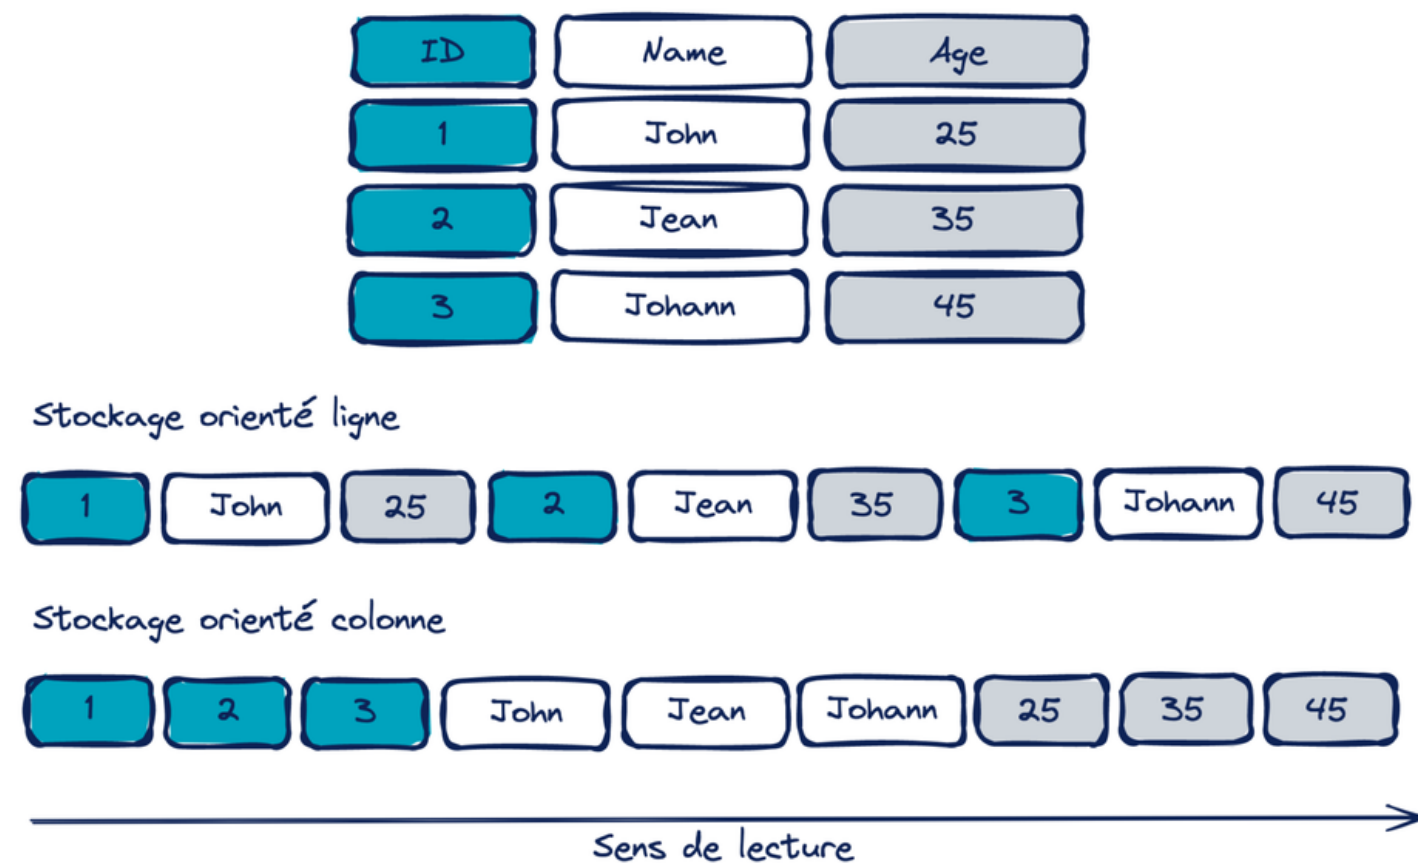 ID Name Age
1 John 25
2 Jean 35
3 Johann 45
Stockage orienté ligne
1 John 25 2 Jean 35 3 Johann 45
Stockage orienté colonne
1 2 3 John Jean Johann 25 35 45
Sens de lecture